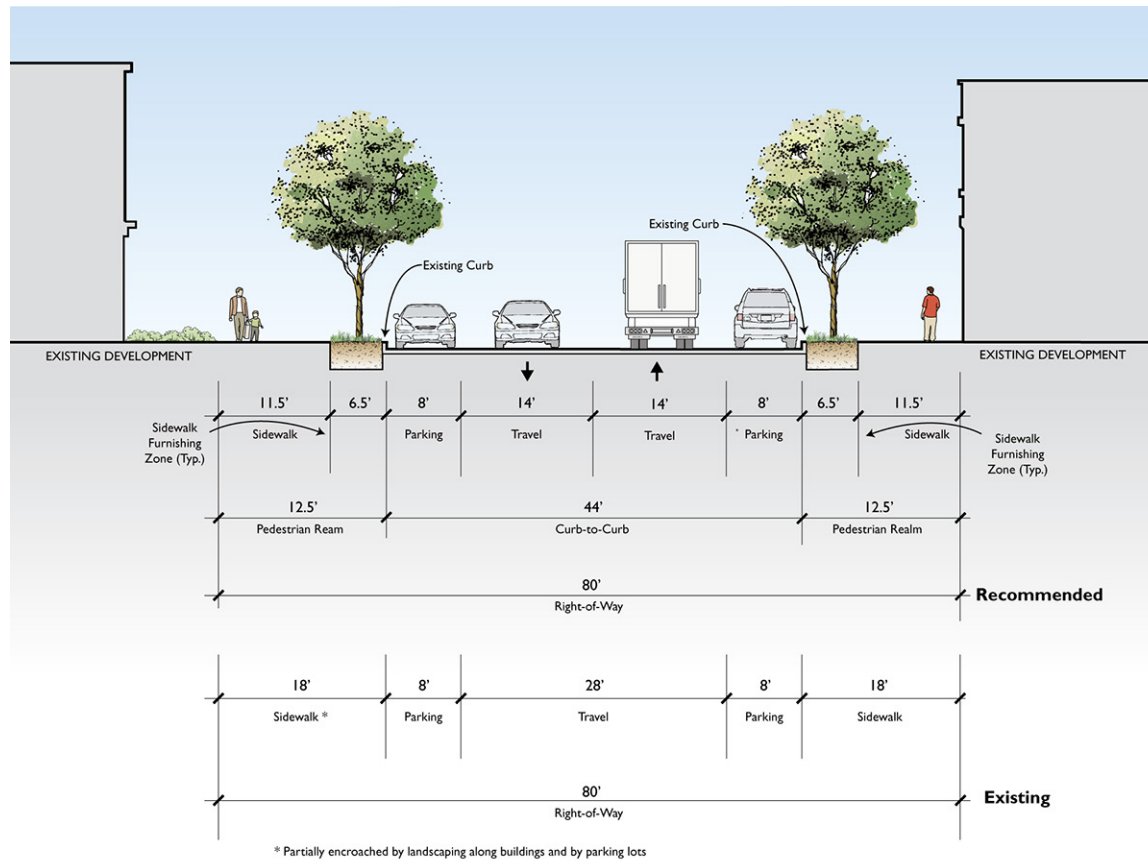 Existing Curb
Existing Curb
EXISTING DEVELOPMENT
EXISTING DEVELOPMENT
11.5’ 6.5’ 8’ 14’ 14’ 8’ 6.5’ 11.5’
Sidewalk Parking Travel Travel Parking Sidewalk
Sidewalk
Furnishing
Zone (Typ.)
Sidewalk
Furnishing
Zone (Typ.)
12.5’ 44’ 12.5’
Pedestrian Ream Curb-to-Curb Pedestrian Realm
80’
Right-of-Way
Recommended
18’ 8’ 28’ 8’ 18’
Sidewalk * Parking Travel Parking Sidewalk
80’
Right-of-Way
Existing
* Partially encroached by landscaping along buildings and by parking lots